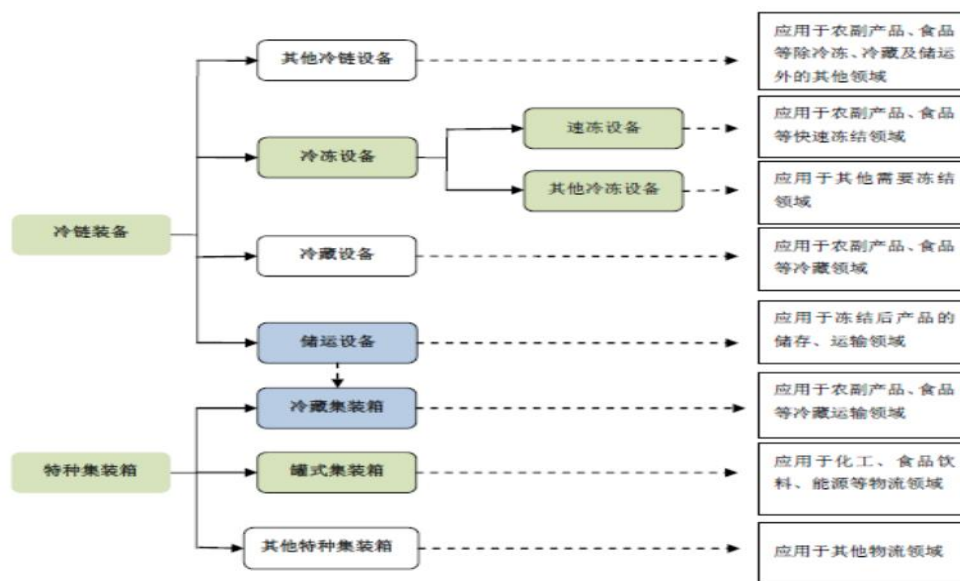 其他冷链设备
应用于农副产品、食品
等除冷冻、冷藏及储运
外的其他领域
冷冻设备
速冻设备
应用于农副产品、食品
等快速冻结领域
其他冷冻设备
应用于其他需要冻结
领域
冷链装备
冷藏设备
应用于农副产品、食品
等冷藏领域
储运设备
应用于冻结后产品的
储存、运输领域
冷藏集装箱
应用于农副产品、食品
等冷藏运输领域
特种集装箱
罐式集装箱
应用于化工、食品饮
料、能源等物流领域
其他特种集装箱
应用于其他物流领域